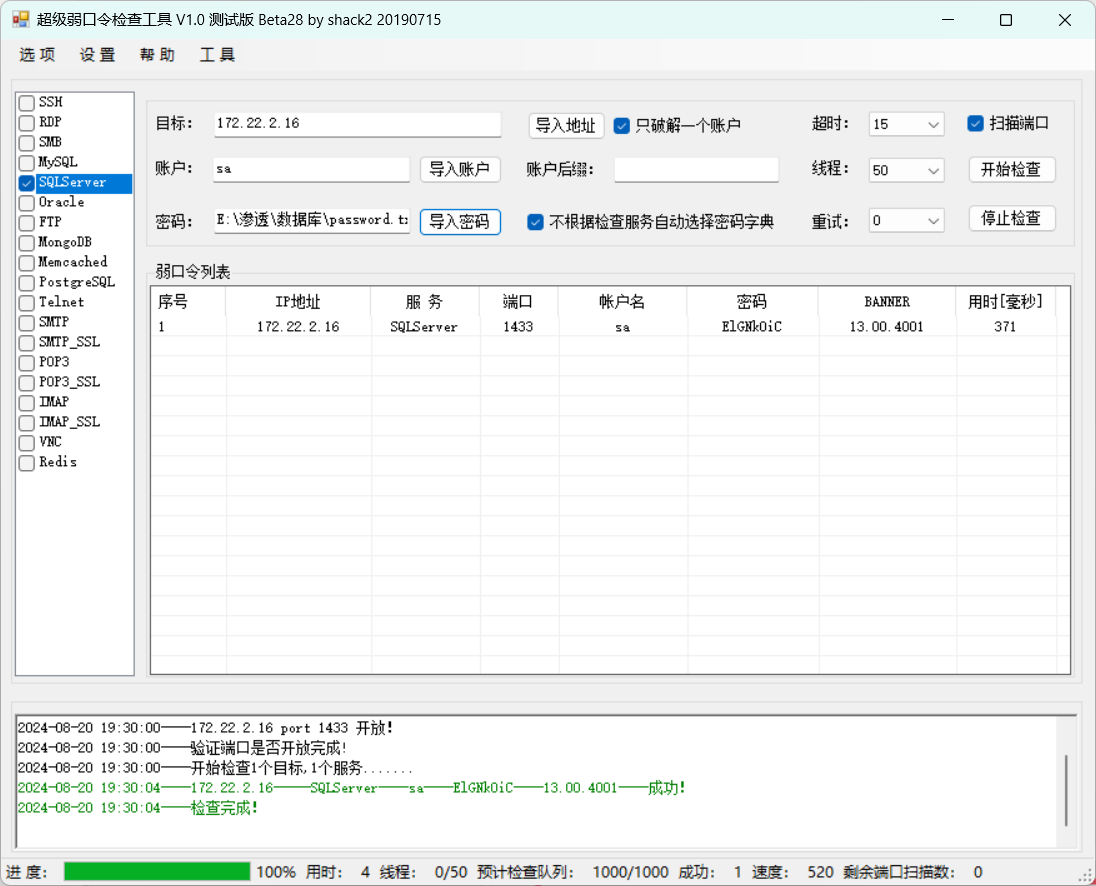 超级弱口令检查工具 V1.0 测试版 Beta28 by shack2 20190715
选项 设置 帮助 工具
SSH
RDP
SMB
MySQL
SQLServer
Oracle
FTP
MongoDB
Memcached
PostgreSQL
Telnet
SMTP
SMTP_SSL
POP3
POP3_SSL
IMAP
IMAP_SSL
VNC
Redis
目标: 172.22.2.16 导入地址 只破解一个账户 超时: 15 扫描端口
账户: sa 导入账户 账户后缀: 线程: 50 开始检查
密码: E:\渗透\数据库\password.t 导入密码 不根据检查服务自动选择密码字典 重试: 0 停止检查
弱口令列表
序号 IP地址 服 务 端口 帐户名 密码 BANNER 用时[毫秒]
1 172.22.2.16 SQLServer 1433 sa ElGNkOiC 13.00.4001 371
2024-08-20 19:30:00——172.22.2.16 port 1433 开放!
2024-08-20 19:30:00——验证端口是否开放完成!
2024-08-20 19:30:00——开始检查1个目标,1个服务.......
2024-08-20 19:30:04——172.22.2.16——SQLServer——sa——ElGNkOiC——13.00.4001——成功!
2024-08-20 19:30:04——检查完成!
进度: 100% 用时: 4 线程: 0/50 预计检查队列: 1000/1000 成功: 1 速度: 520 剩余端口扫描数: 0